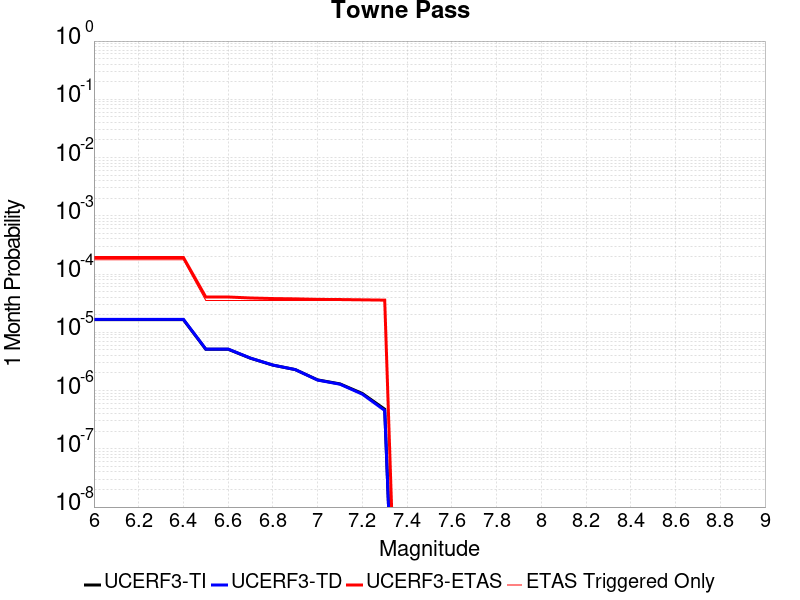 Towne Pass
1 Month Probability
10^0
10^-1
10^-2
10^-3
10^-4
10^-5
10^-6
10^-7
10^-8
6 6.2 6.4 6.6 6.8 7 7.2 7.4 7.6 7.8 8 8.2 8.4 8.6 8.8 9
Magnitude
UCERF3-TI UCERF3-TD UCERF3-ETAS ETAS Triggered Only